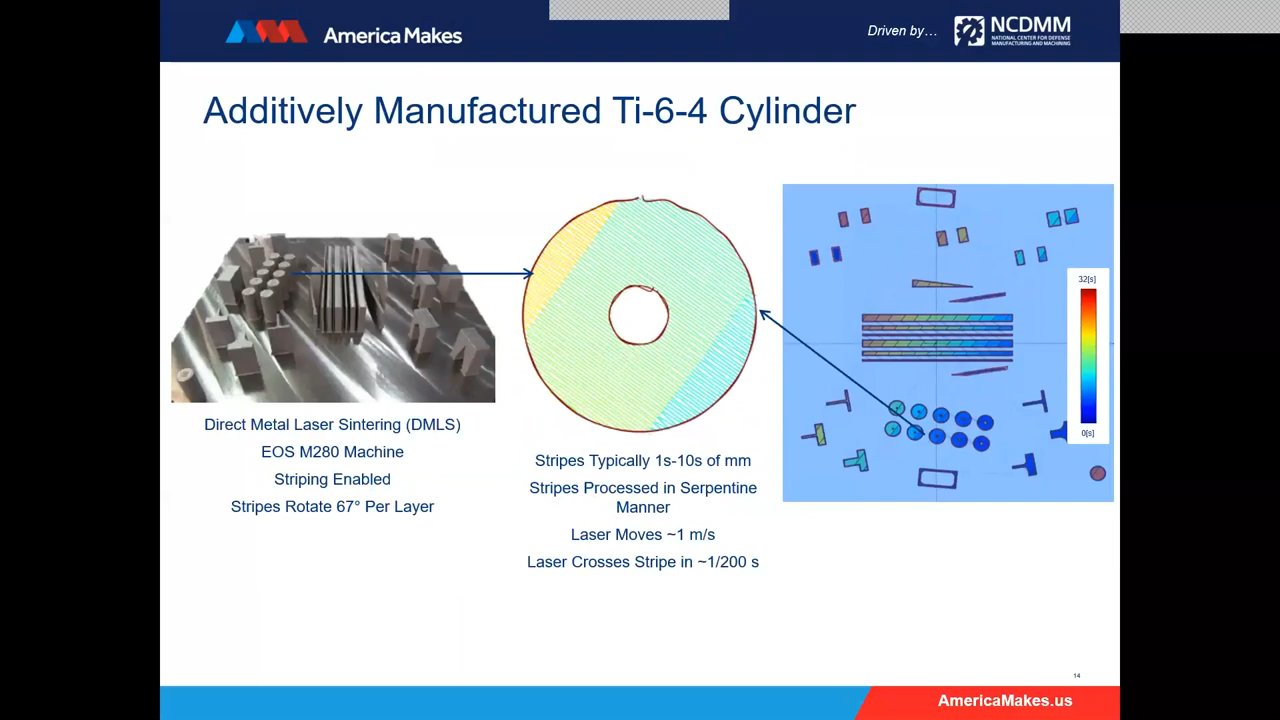 America Makes
Driven by…
NCDMM
NATIONAL CENTER FOR DEFENSE
MANUFACTURING AND MACHINING
Additively Manufactured Ti-6-4 Cylinder
Direct Metal Laser Sintering (DMLS)
EOS M280 Machine
Striping Enabled
Stripes Rotate 67° Per Layer
Stripes Typically 1s-10s of mm
Stripes Processed in Serpentine
Manner
Laser Moves ~1 m/s
Laser Crosses Stripe in ~1/200 s
32[s]
0[s]
14
AmericaMakes.us